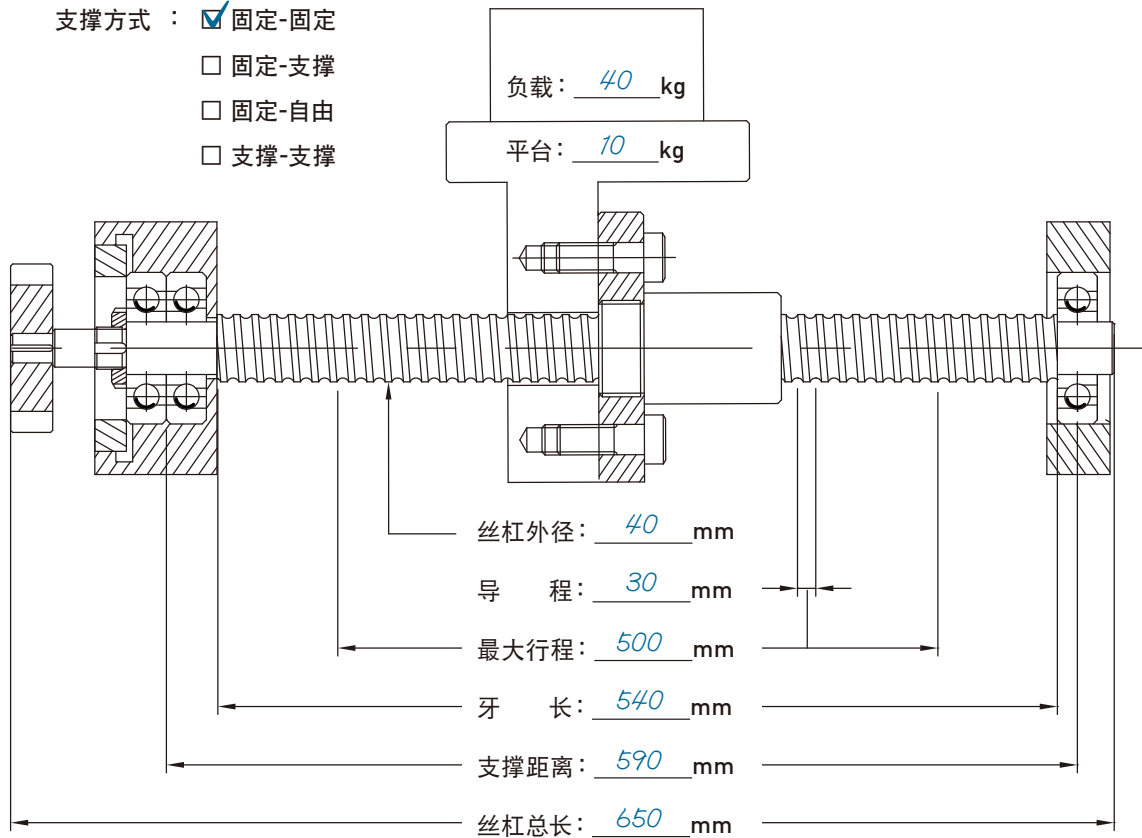 支撑方式 : 固定-固定
固定-支撑
固定-自由
支撑-支撑
负载: 40 kg
平台: 10 kg
丝杠外径: 40 mm
导 程: 30 mm
最大行程: 500 mm
牙 长: 540 mm
支撑距离: 590 mm
丝杠总长: 650 mm